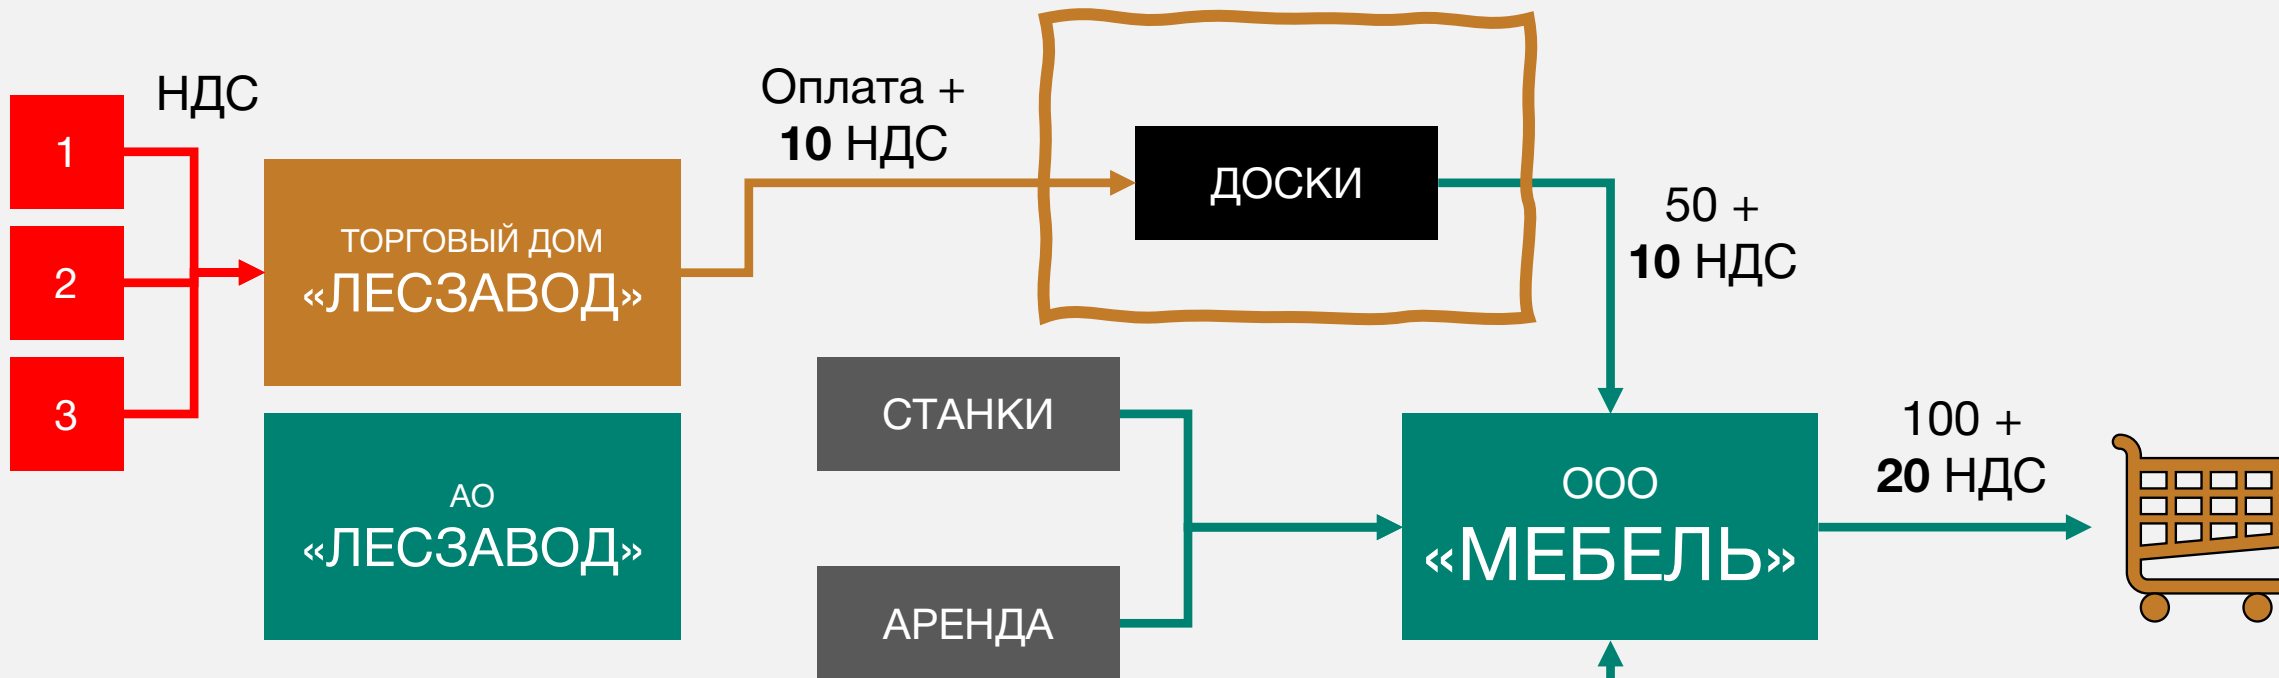 НДС
1
2
3
ТОРГОВЫЙ ДОМ
«ЛЕСЗАВОД»
АО
«ЛЕСЗАВОД»
Оплата +
10 НДС
ДОСКИ
50 +
10 НДС
СТАНКИ
АРЕНДА
ООО
«МЕБЕЛЬ»
100 +
20 НДС